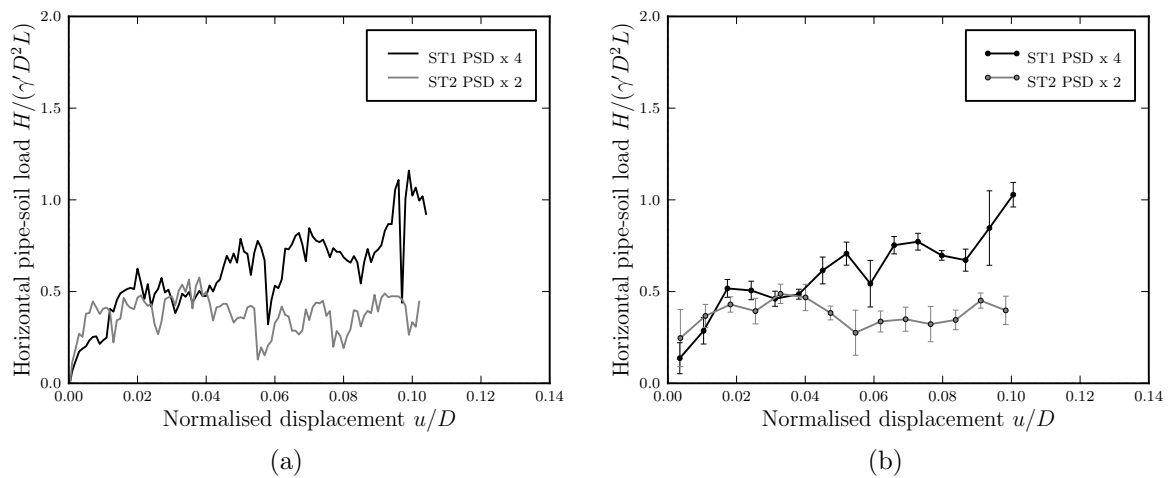 Horizontal pipe-soil load H/(γ′D²L)
2.0
1.5
1.0
0.5
0.0
ST1 PSD x 4
ST2 PSD x 2
0.00 0.02 0.04 0.06 0.08 0.10 0.12 0.14
Normalised displacement u/D
(a)
Horizontal pipe-soil load H/(γ′D²L)
2.0
1.5
1.0
0.5
0.0
ST1 PSD x 4
ST2 PSD x 2
0.00 0.02 0.04 0.06 0.08 0.10 0.12 0.14
Normalised displacement u/D
(b)